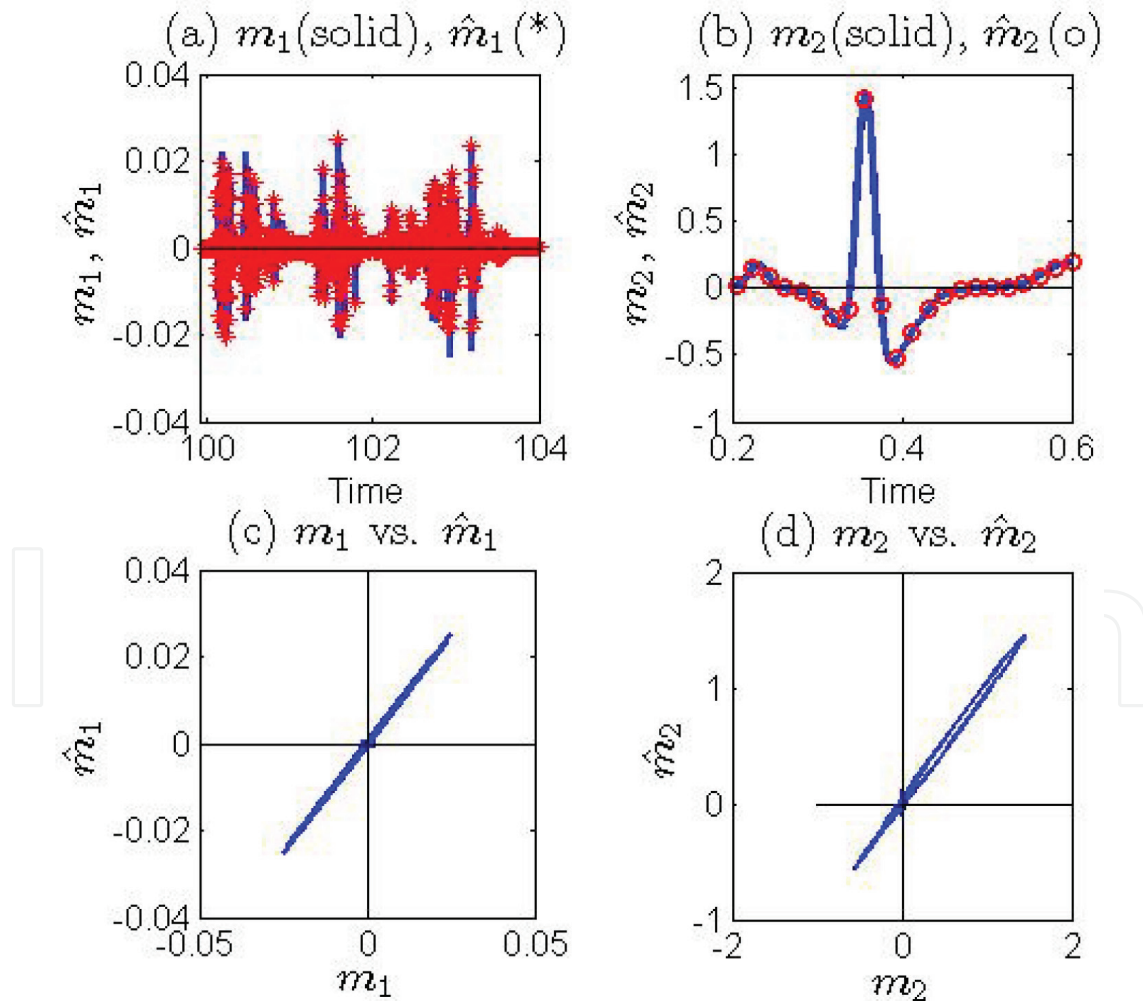 (a) m₁(solid), m̂₁(*)
0.04
0.02
0
-0.02
-0.04
m₁, m̂₁
100
102
104
Time
(b) m₂(solid), m̂₂(o)
1.5
1
0.5
0
-0.5
-1
m₂, m̂₂
0.2
0.4
0.6
Time
(c) m₁ vs. m̂₁
0.04
0.02
0
-0.02
-0.04
m̂₁
-0.05
0
0.05
m₁
(d) m₂ vs. m̂₂
2
1
0
-1
m̂₂
-2
0
2
m₂